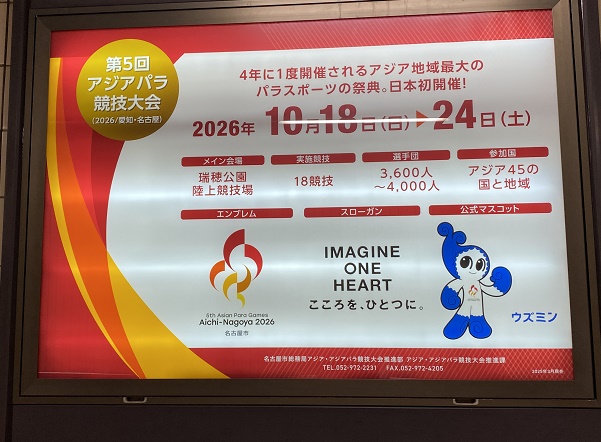 第5回
アジアパラ
競技大会
(2026/愛知・名古屋)
4年に1度開催されるアジア地域最大の
パラスポーツの祭典。日本初開催!
2026年 10月18日(日)▶24日(土)
メイン会場
瑞穂公園
陸上競技場
実施競技
18競技
選手団
3,600人
~4,000人
参加国
アジア45の
国と地域
エンブレム
5th Asian Para Games
Aichi-Nagoya 2026
名古屋市
スローガン
IMAGINE
ONE
HEART
こころを、ひとつに。
公式マスコット
ウズミン
名古屋市総務局アジア・アジアパラ競技大会推進部 アジア・アジアパラ競技大会推進課
TEL.052-972-2231 FAX.052-972-4205